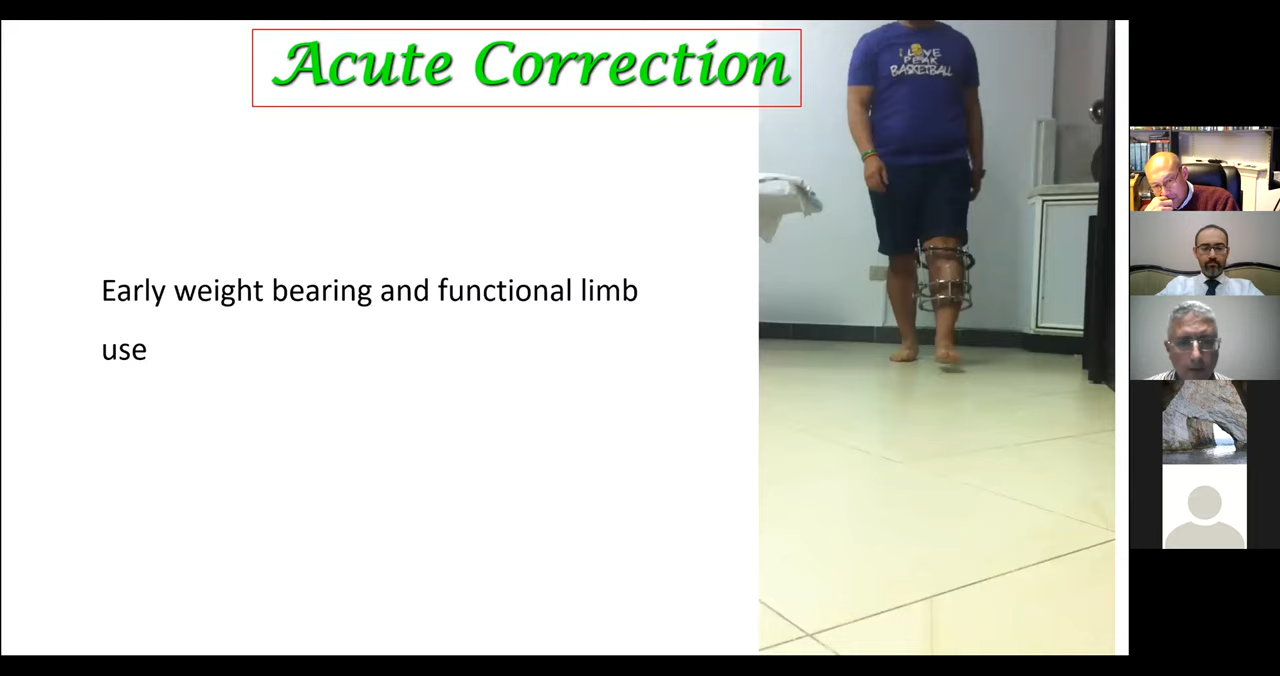 Acute Correction
I LOVE
PEAK
BASKETBALL
Early weight bearing and functional limb
use